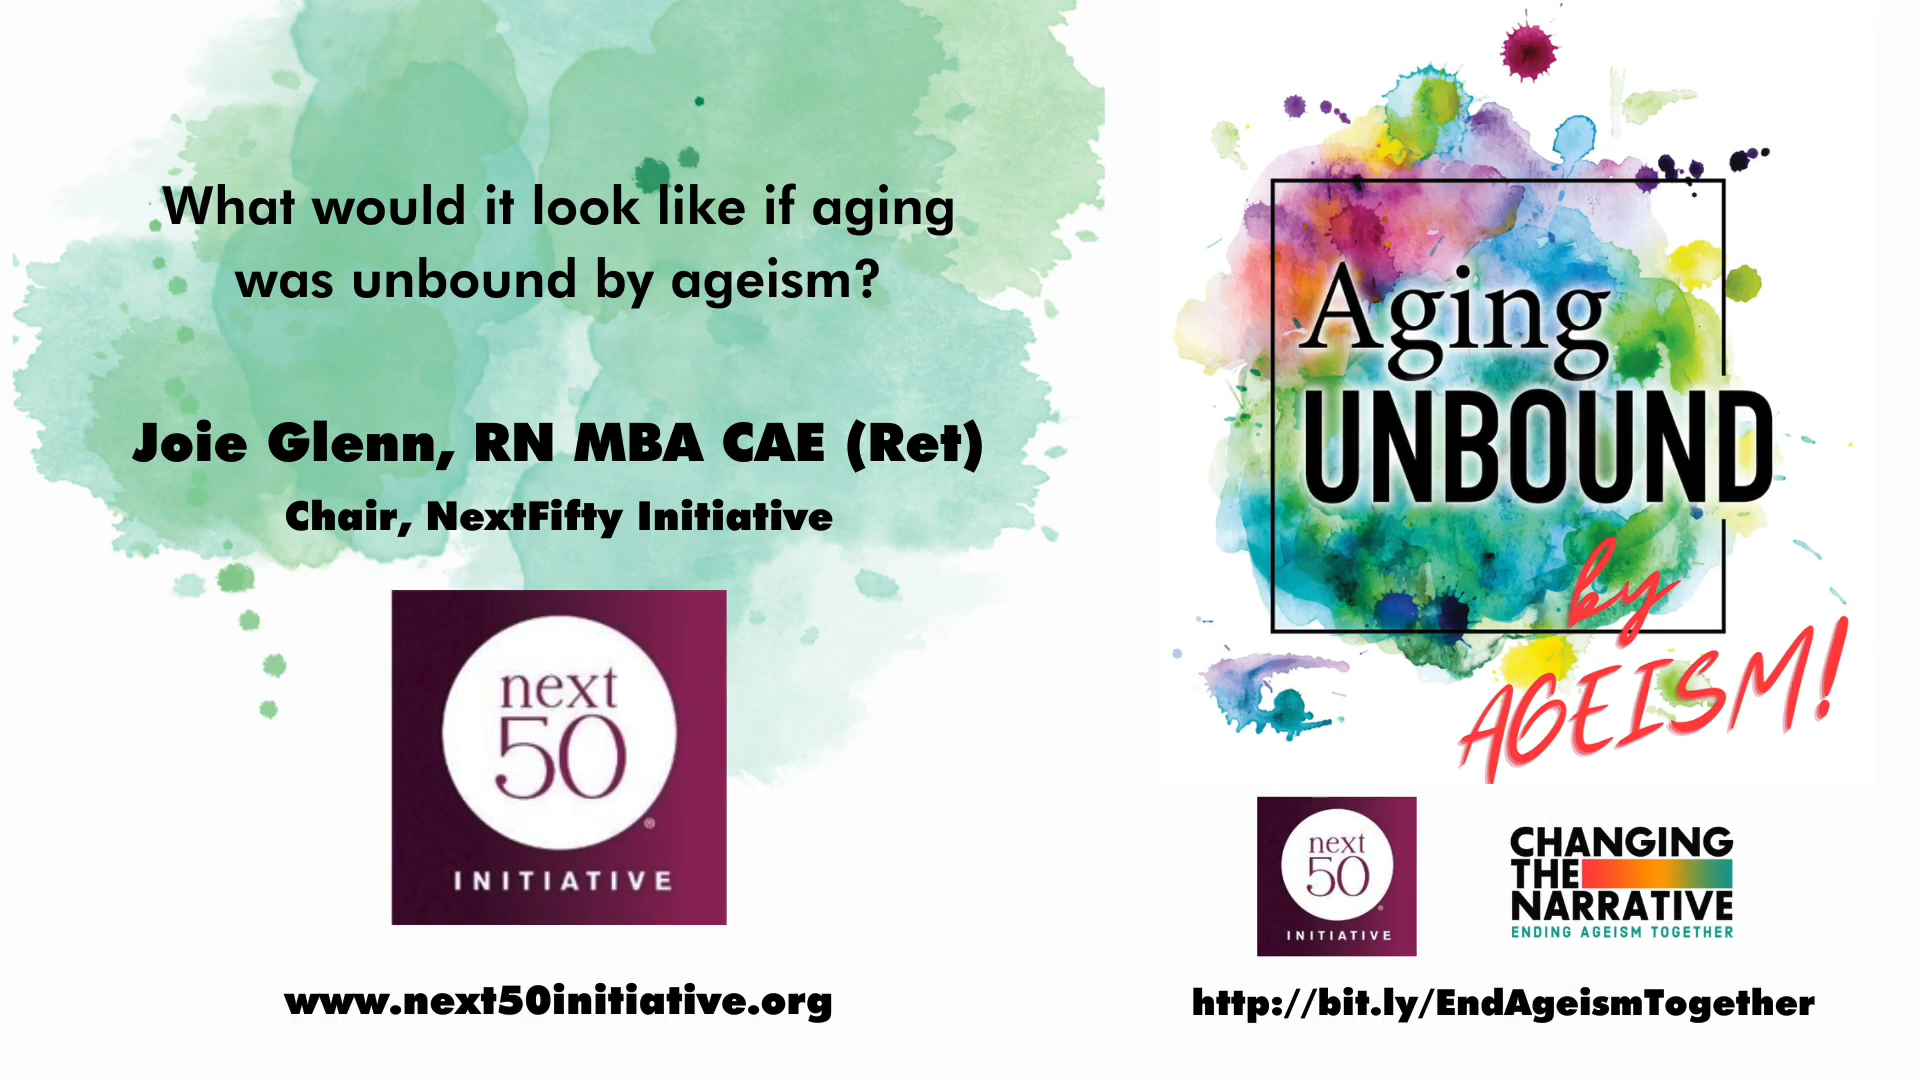 What would it look like if aging
was unbound by ageism?
Joie Glenn, RN MBA CAE (Ret)
Chair, NextFifty Initiative
next
50
®
INITIATIVE
www.next50initiative.org
Aging
UNBOUND
by
AGEISM!
next
50
®
INITIATIVE
CHANGING
THE
NARRATIVE
ENDING AGEISM TOGETHER
http://bit.ly/EndAgeismTogether